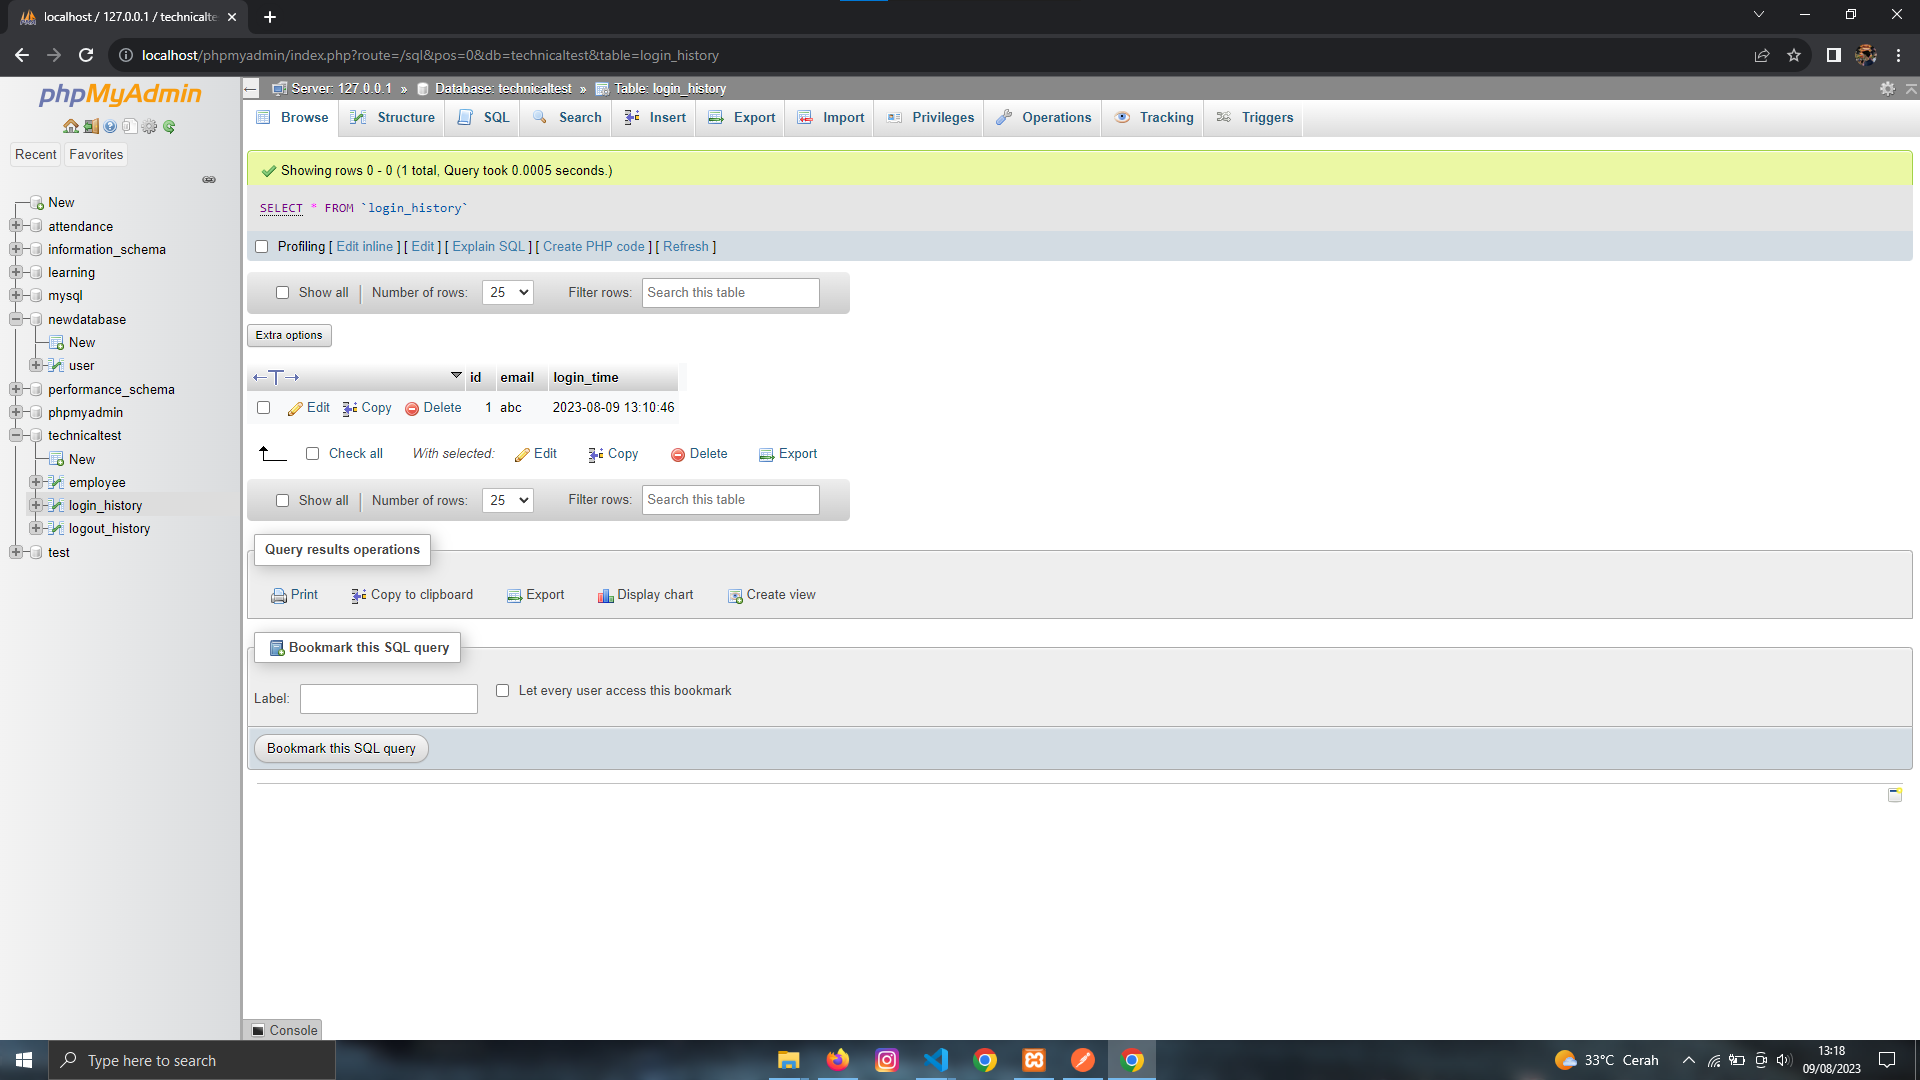 localhost / 127.0.0.1 / technicalte
localhost/phpmyadmin/index.php?route=/sql&pos=0&db=technicaltest&table=login_history
phpMyAdmin
Recent Favorites
New
attendance
information_schema
learning
mysql
newdatabase
New
user
performance_schema
phpmyadmin
technicaltest
New
employee
login_history
logout_history
test
Server: 127.0.0.1 » Database: technicaltest » Table: login_history
Browse Structure SQL Search Insert Export Import Privileges Operations Tracking Triggers
Showing rows 0 - 0 (1 total, Query took 0.0005 seconds.)
SELECT * FROM `login_history`
Profiling [ Edit inline ] [ Edit ] [ Explain SQL ] [ Create PHP code ] [ Refresh ]
Show all Number of rows: 25 Filter rows: Search this table
Extra options
←T→ id email login_time
Edit Copy Delete 1 abc 2023-08-09 13:10:46
Check all With selected: Edit Copy Delete Export
Show all Number of rows: 25 Filter rows: Search this table
Query results operations
Print Copy to clipboard Export Display chart Create view
Bookmark this SQL query
Label: Let every user access this bookmark
Bookmark this SQL query
Console
Type here to search
33°C Cerah
13:18
09/08/2023